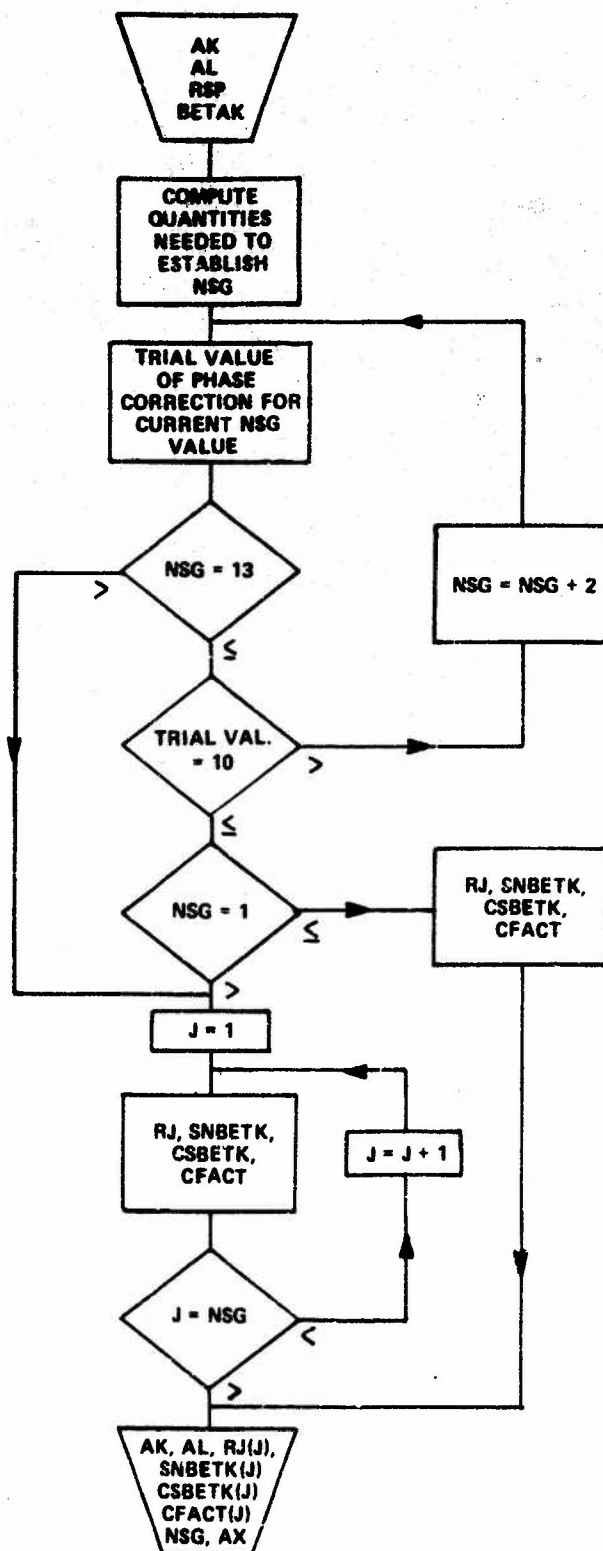 AK
AL
RSP
BETAK
COMPUTE
QUANTITIES
NEEDED TO
ESTABLISH
NSG
TRIAL VALUE
OF PHASE
CORRECTION FOR
CURRENT NSG
VALUE
NSG = 13
>
≤
NSG = NSG + 2
TRIAL VAL.
= 10
>
≤
NSG = 1
≤
>
RJ, SNBETK,
CSBETK,
CFACT
J = 1
RJ, SNBETK,
CSBETK,
CFACT
J = J + 1
J = NSG
<
>
AK, AL, RJ(J),
SNBETK(J)
CSBETK(J)
CFACT(J)
NSG, AX